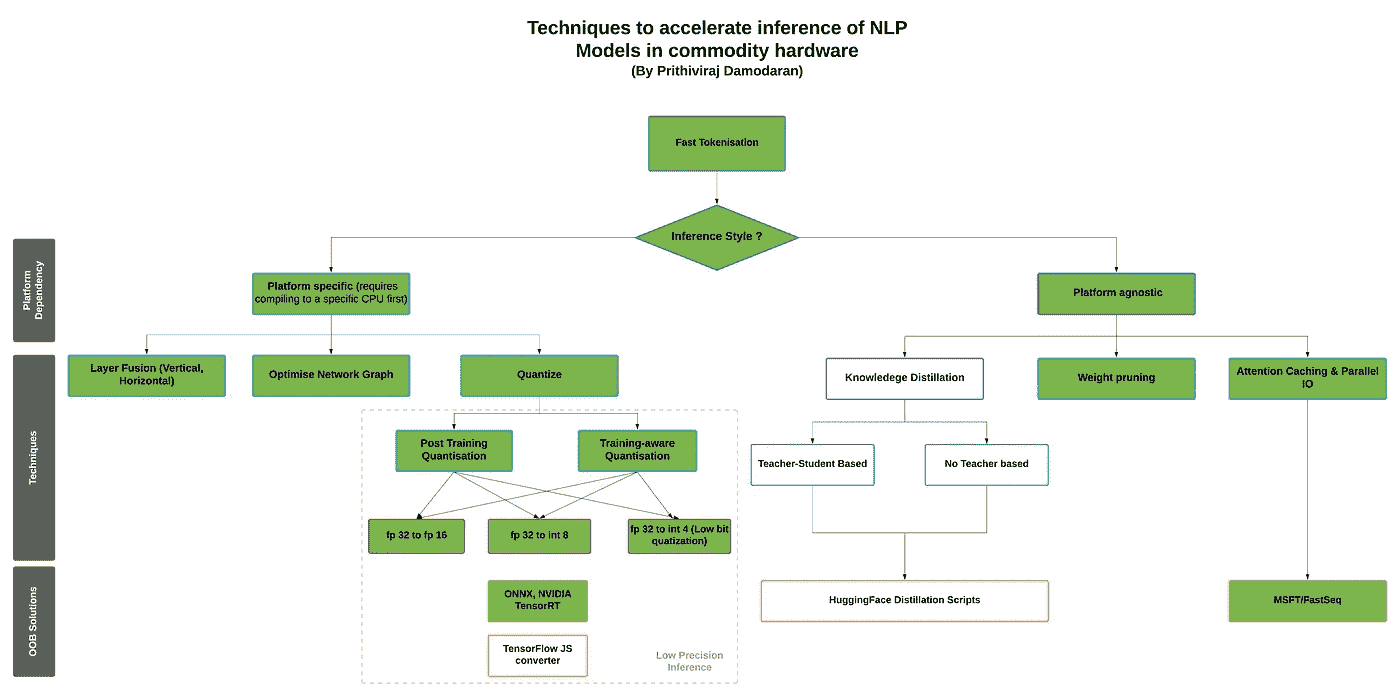 Techniques to accelerate inference of NLP
Models in commodity hardware
(By Prithiviraj Damodaran)
Fast Tokenisation
Inference Style ?
Platform
Dependency
Platform specific (requires
compiling to a specific CPU first)
Platform agnostic
Techniques
Layer Fusion (Vertical,
Horizontal)
Optimise Network Graph
Quantize
Knowledege Distillation
Weight pruning
Attention Caching & Parallel
IO
Post Training
Quantisation
Training-aware
Quantisation
Teacher-Student Based
No Teacher based
fp 32 to fp 16
fp 32 to int 8
fp 32 to int 4 (Low bit
quatization)
OOB Solutions
ONNX, NVIDIA
TensorRT
HuggingFace Distillation Scripts
MSFT/FastSeq
TensorFlow JS
converter
Low Precision
Inference